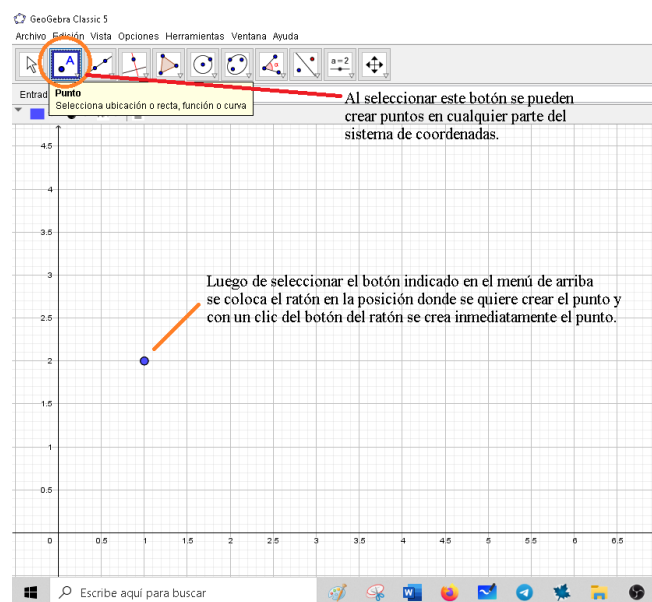 GeoGebra Classic 5
Archivo Edición Vista Opciones Herramientas Ventana Ayuda
A
a=2
Entrad
Punto
Selecciona ubicación o recta, función o curva
Al seleccionar este botón se pueden
crear puntos en cualquier parte del
sistema de coordenadas.
4.5
4
3.5
3
Luego de seleccionar el botón indicado en el menú de arriba
se coloca el ratón en la posición donde se quiere crear el punto y
con un clic del botón del ratón se crea inmediatamente el punto.
2.5
2
1.5
1
0.5
0 0.5 1 1.5 2 2.5 3 3.5 4 4.5 5 5.5 6 6.5
Escribe aquí para buscar
W